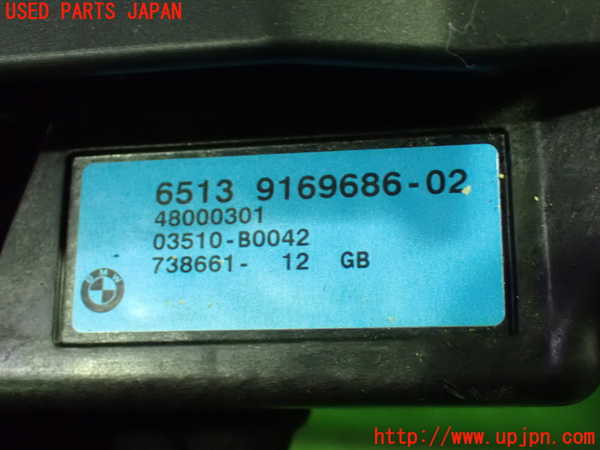 USED PARTS JAPAN
6513 9169686-02
48000301
03510-B0042
738661- 12 GB
BMW
http://www.upjpn.com/